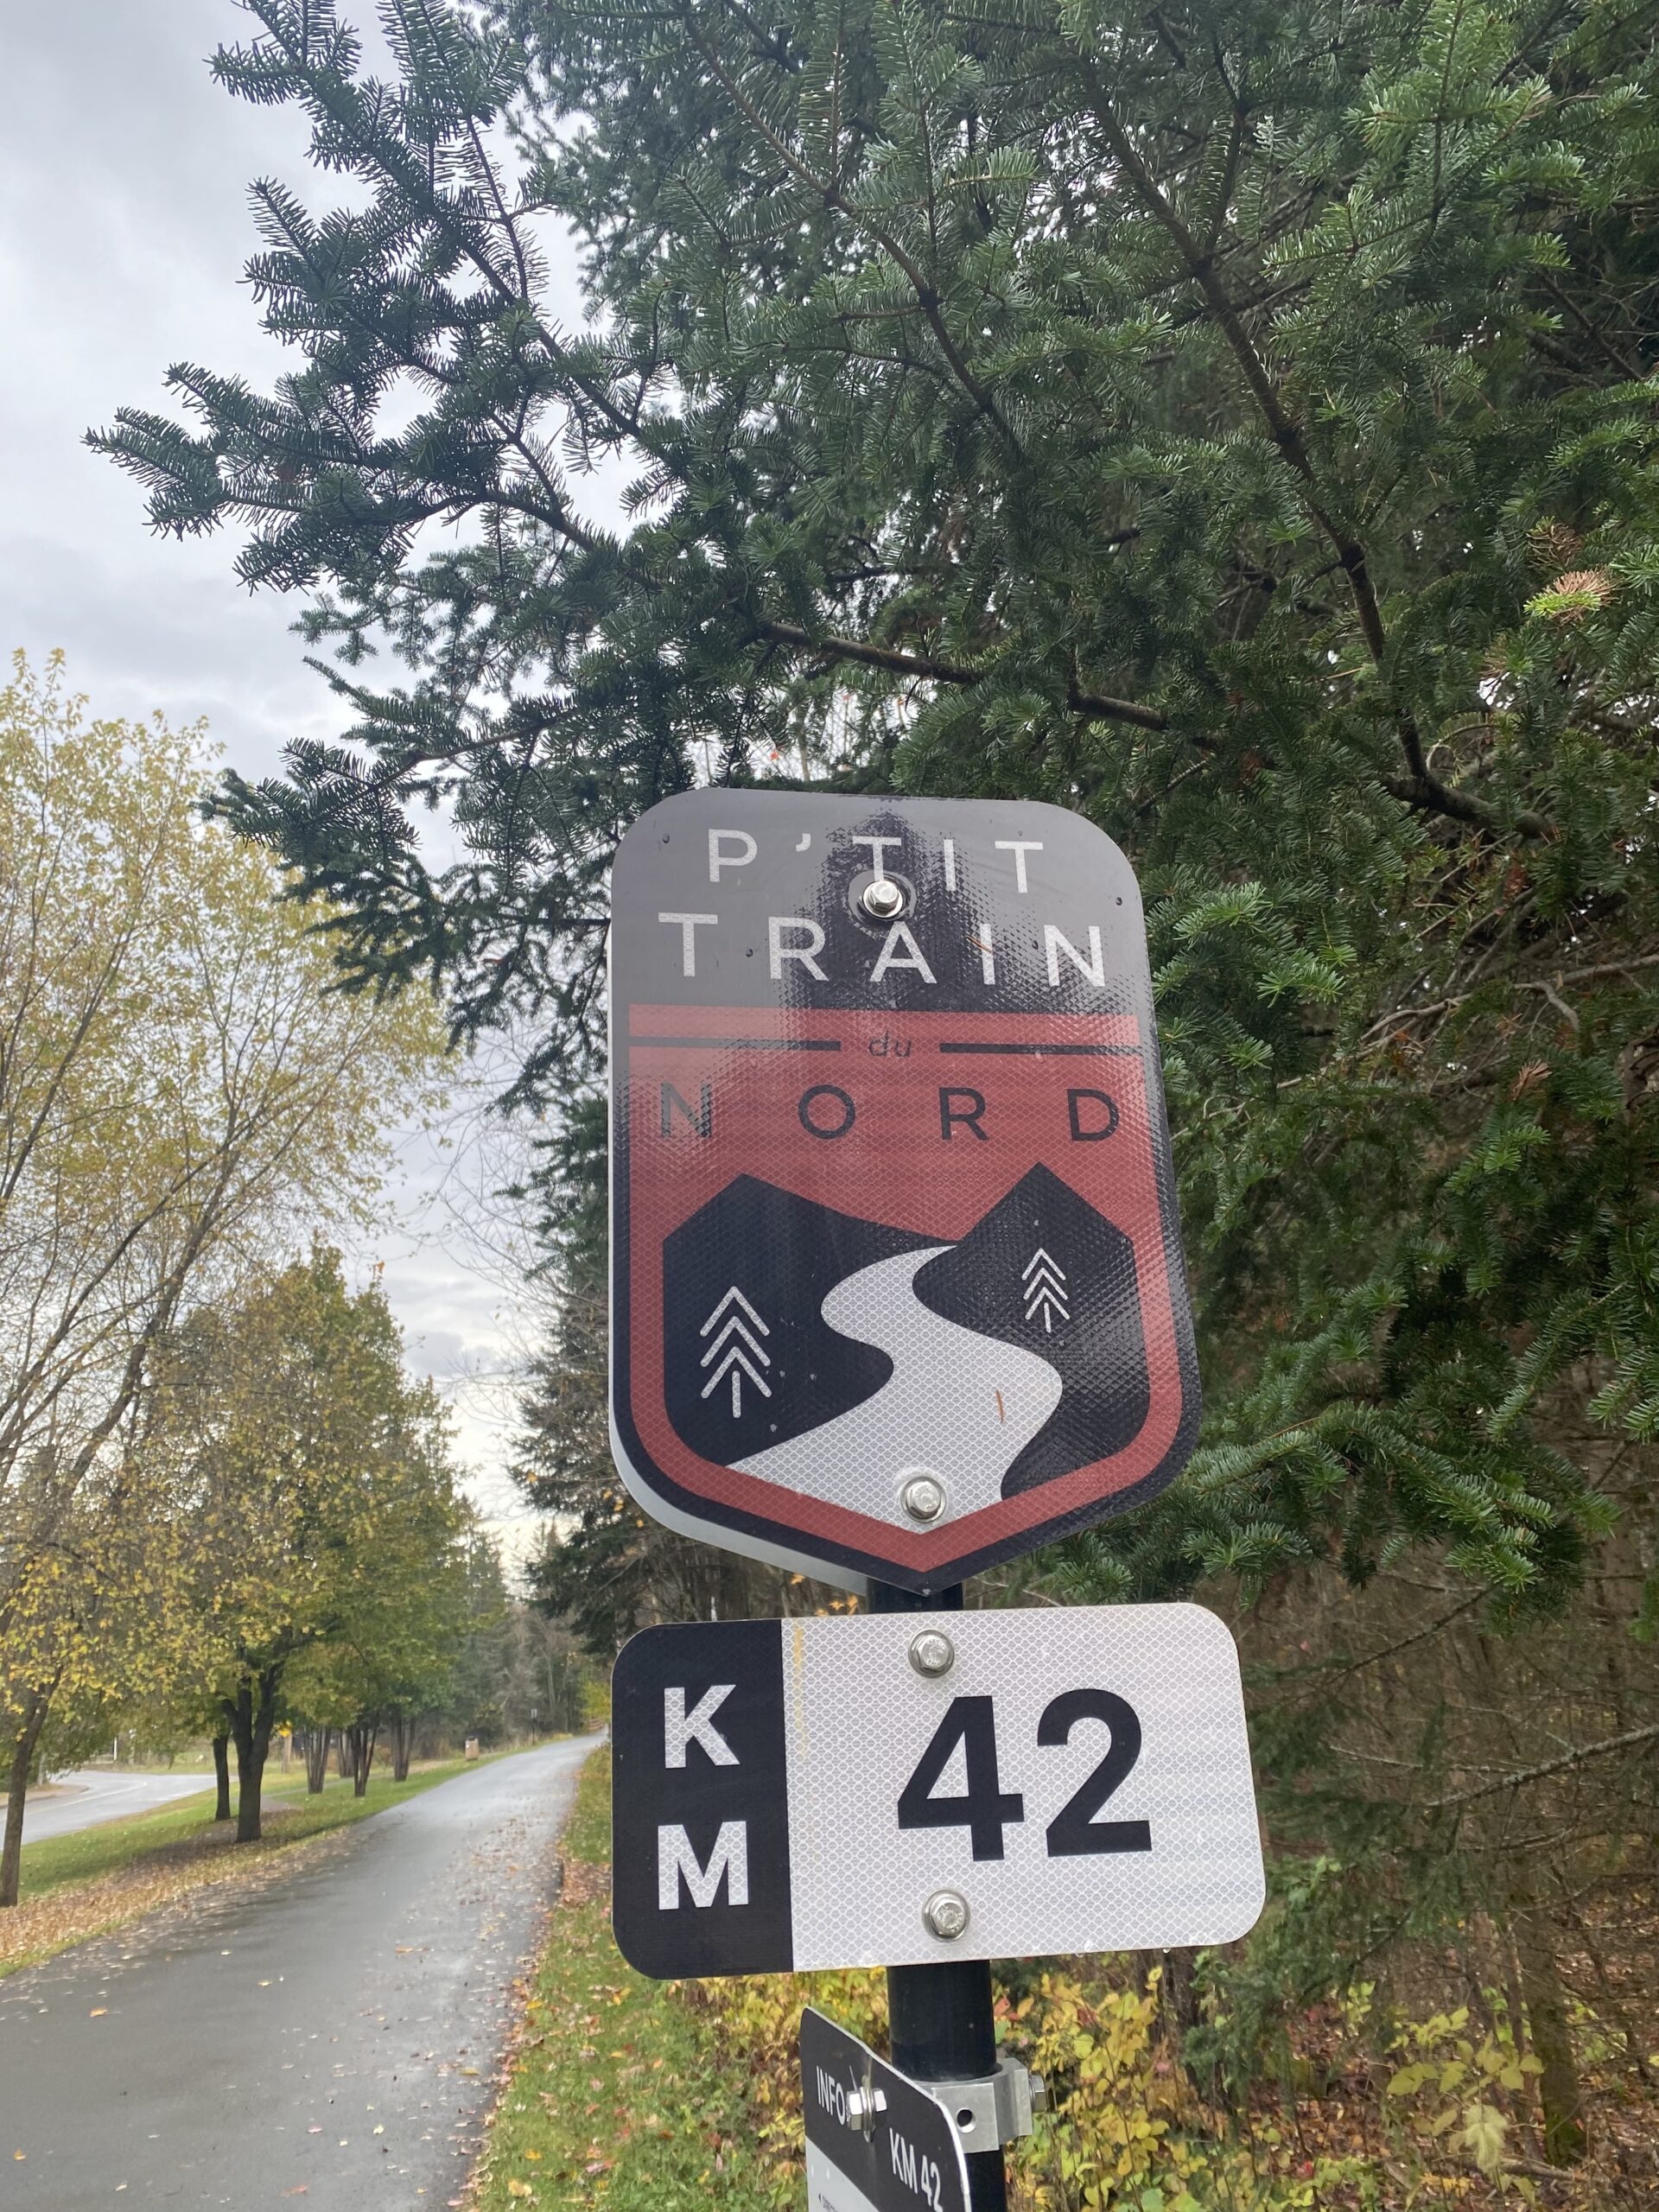 P'TIT
TRAIN
du
NORD
KM
42
INFO
KM 42